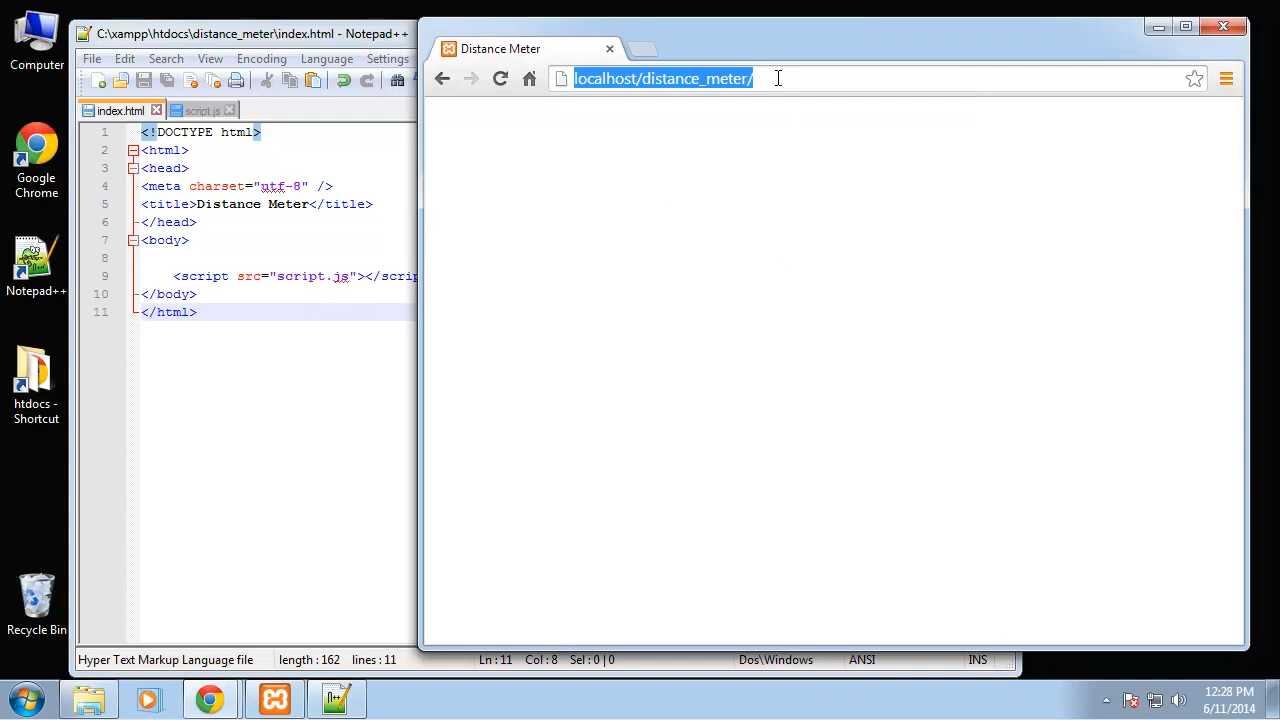 Computer
Google
Chrome
Notepad++
htdocs -
Shortcut
Recycle Bin
C:\xampp\htdocs\distance_meter\index.html - Notepad++
File Edit Search View Encoding Language Settings
index.html script.js
1 <!DOCTYPE html>
2 <html>
3 <head>
4 <meta charset="utf-8" />
5 <title>Distance Meter</title>
6 </head>
7 <body>
8
9 <script src="script.js"></scrip
10 </body>
11 </html>
Hyper Text Markup Language file length : 162 lines : 11 Ln : 11 Col : 8 Sel : 0 | 0 Dos\Windows ANSI INS
Distance Meter
localhost/distance_meter/
12:28 PM
6/11/2014